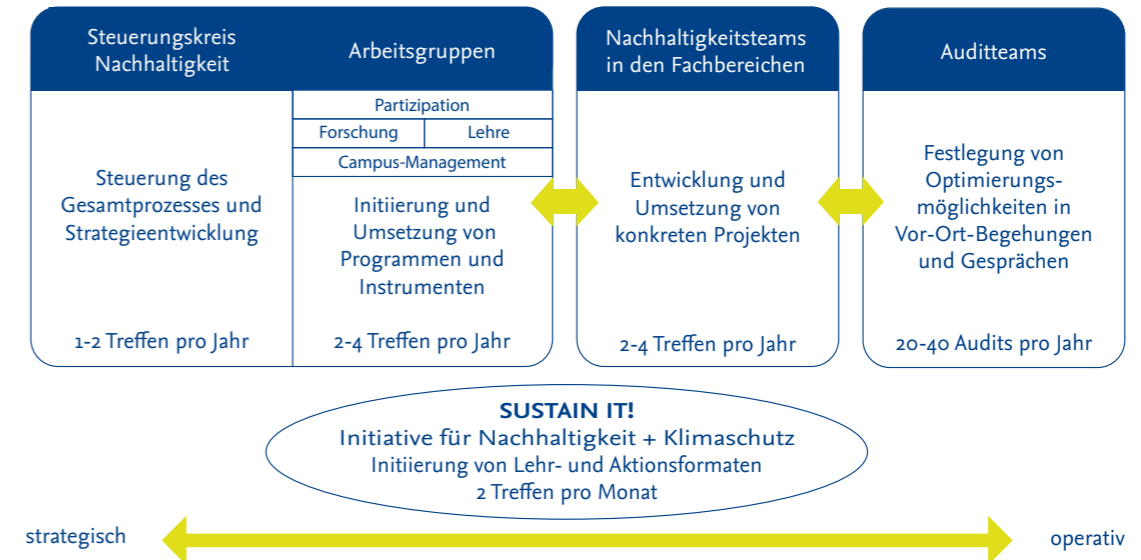 Steuerungskreis
Nachhaltigkeit
Steuerung des
Gesamtprozesses und
Strategieentwicklung
1-2 Treffen pro Jahr
Arbeitsgruppen
Partizipation
Forschung
Lehre
Campus-Management
Initiierung und
Umsetzung von
Programmen und
Instrumenten
2-4 Treffen pro Jahr
Nachhaltigkeitsteams
in den Fachbereichen
Entwicklung und
Umsetzung von
konkreten Projekten
2-4 Treffen pro Jahr
Auditteams
Festlegung von
Optimierungs-
möglichkeiten in
Vor-Ort-Begehungen
und Gesprächen
20-40 Audits pro Jahr
SUSTAIN IT!
Initiative für Nachhaltigkeit + Klimaschutz
Initiierung von Lehr- und Aktionsformaten
2 Treffen pro Monat
strategisch
operativ